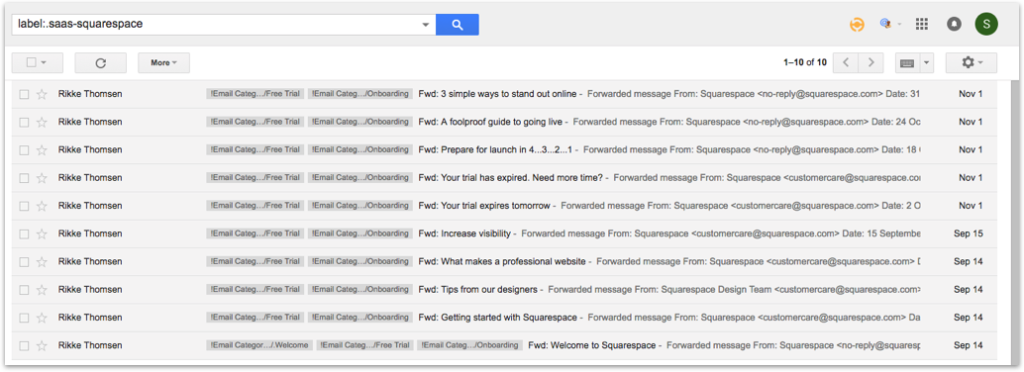 label:.saas-squarespace
S
More
1–10 of 10
Rikke Thomsen !Email Categ.../Free Trial !Email Categ.../Onboarding Fwd: 3 simple ways to stand out online - Forwarded message From: Squarespace <no-reply@squarespace.com> Date: 31 Nov 1
Rikke Thomsen !Email Categ.../Free Trial !Email Categ.../Onboarding Fwd: A foolproof guide to going live - Forwarded message From: Squarespace <no-reply@squarespace.com> Date: 24 Oc Nov 1
Rikke Thomsen !Email Categ.../Free Trial !Email Categ.../Onboarding Fwd: Prepare for launch in 4...3...2...1 - Forwarded message From: Squarespace <no-reply@squarespace.com> Date: 18 Nov 1
Rikke Thomsen !Email Categ.../Free Trial !Email Categ.../Onboarding Fwd: Your trial has expired. Need more time? - Forwarded message From: Squarespace <customercare@squarespace.co Nov 1
Rikke Thomsen !Email Categ.../Free Trial !Email Categ.../Onboarding Fwd: Your trial expires tomorrow - Forwarded message From: Squarespace <customercare@squarespace.com> Date: 2 O Nov 1
Rikke Thomsen !Email Categ.../Free Trial !Email Categ.../Onboarding Fwd: Increase visibility - Forwarded message From: Squarespace <customercare@squarespace.com> Date: 15 Septembe Sep 15
Rikke Thomsen !Email Categ.../Free Trial !Email Categ.../Onboarding Fwd: What makes a professional website - Forwarded message From: Squarespace <customercare@squarespace.com> D Sep 14
Rikke Thomsen !Email Categ.../Free Trial !Email Categ.../Onboarding Fwd: Tips from our designers - Forwarded message From: Squarespace Design Team <customercare@squarespace.com> Sep 14
Rikke Thomsen !Email Categ.../Free Trial !Email Categ.../Onboarding Fwd: Getting started with Squarespace - Forwarded message From: Squarespace <customercare@squarespace.com> Da Sep 14
Rikke Thomsen !Email Categor.../.Welcome !Email Categ.../Free Trial !Email Categ.../Onboarding Fwd: Welcome to Squarespace - Forwarded message From: Squarespace <no-reply@squaresp Sep 14